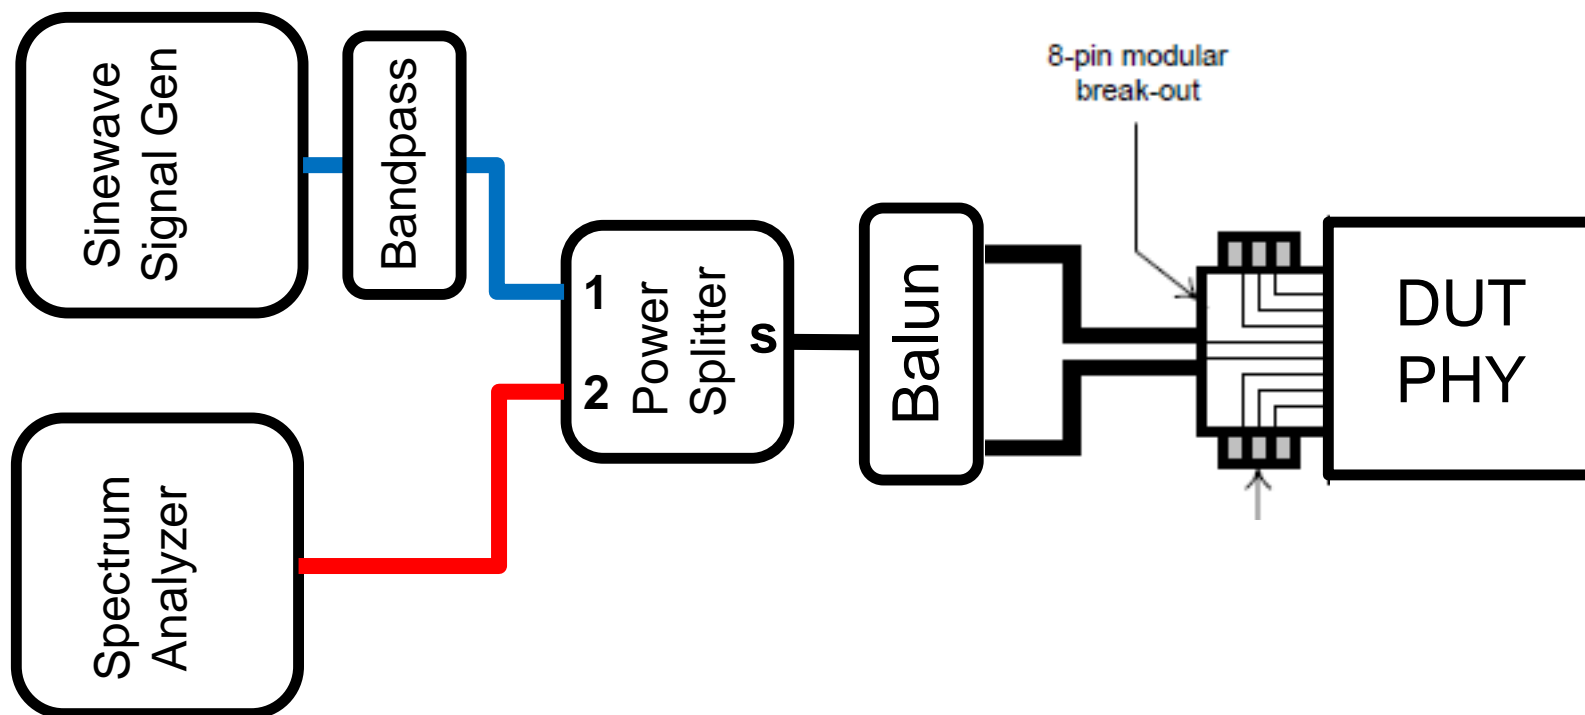 Sinewave
Signal Gen
Bandpass
8-pin modular
break-out
1
2
Power
Splitter
s
Balun
DUT
PHY
Spectrum
Analyzer